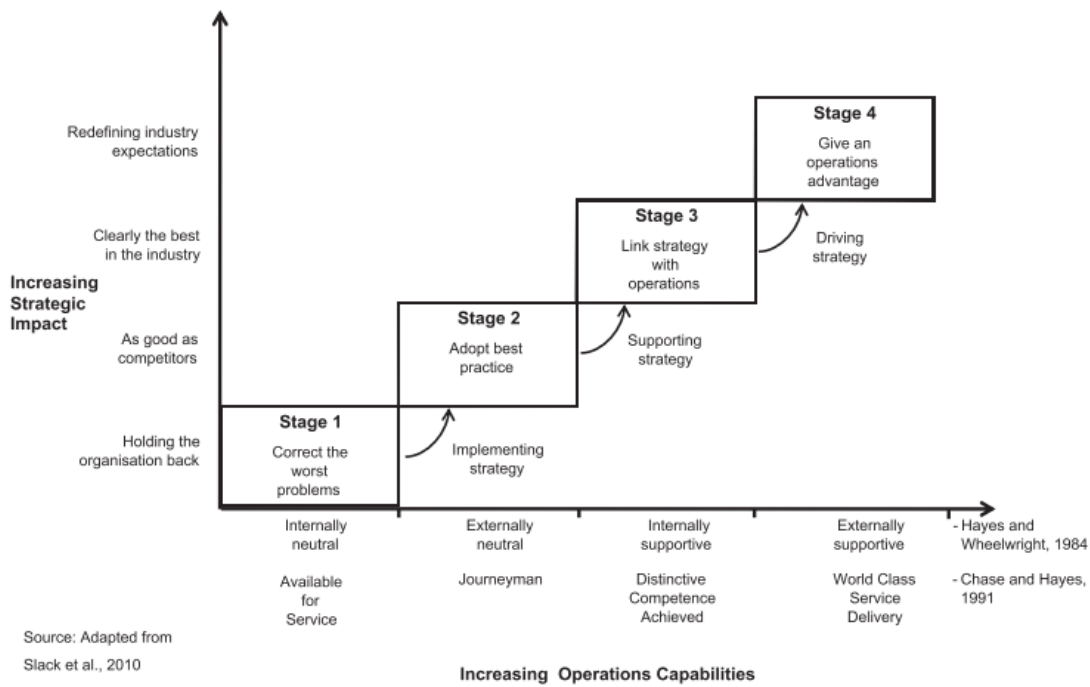 Redefining industry
expectations
Clearly the best
in the industry
Increasing
Strategic
Impact
As good as
competitors
Holding the
organisation back
Stage 4
Give an
operations
advantage
Stage 3
Link strategy
with
operations
Driving
strategy
Stage 2
Adopt best
practice
Supporting
strategy
Stage 1
Correct the
worst
problems
Implementing
strategy
Internally
neutral
Externally
neutral
Internally
supportive
Externally
supportive
- Hayes and
Wheelwright, 1984
Available
for
Service
Journeyman
Distinctive
Competence
Achieved
World Class
Service
Delivery
- Chase and Hayes,
1991
Source: Adapted from
Slack et al., 2010
Increasing Operations Capabilities